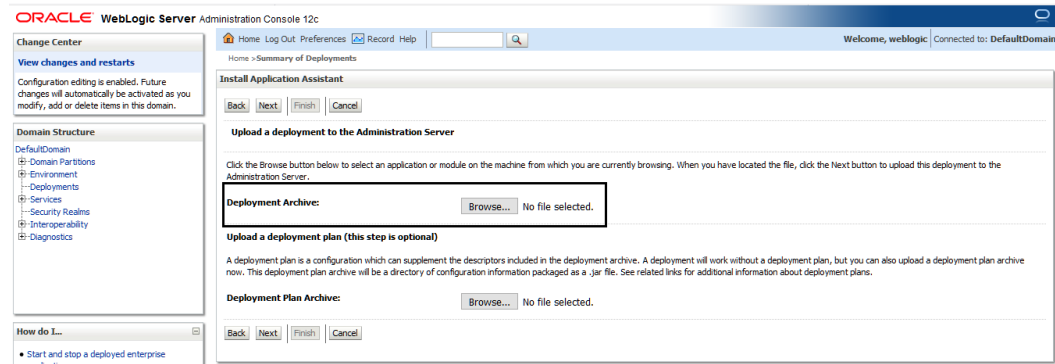 ORACLE WebLogic Server Administration Console 12c
Change Center
View changes and restarts
Configuration editing is enabled. Future
changes will automatically be activated as you
modify, add or delete items in this domain.
Domain Structure
DefaultDomain
Domain Partitions
Environment
Deployments
Services
Security Realms
Interoperability
Diagnostics
How do I...
Start and stop a deployed enterprise
Home Log Out Preferences Record Help
Welcome, weblogic Connected to: DefaultDomain
Home >Summary of Deployments
Install Application Assistant
Back Next Finish Cancel
Upload a deployment to the Administration Server
Click the Browse button below to select an application or module on the machine from which you are currently browsing. When you have located the file, click the Next button to upload this deployment to the
Administration Server.
Deployment Archive: Browse... No file selected.
Upload a deployment plan (this step is optional)
A deployment plan is a configuration which can supplement the descriptors included in the deployment archive. A deployment will work without a deployment plan, but you can also upload a deployment plan archive
now. This deployment plan archive will be a directory of configuration information packaged as a .jar file. See related links for additional information about deployment plans.
Deployment Plan Archive: Browse... No file selected.
Back Next Finish Cancel